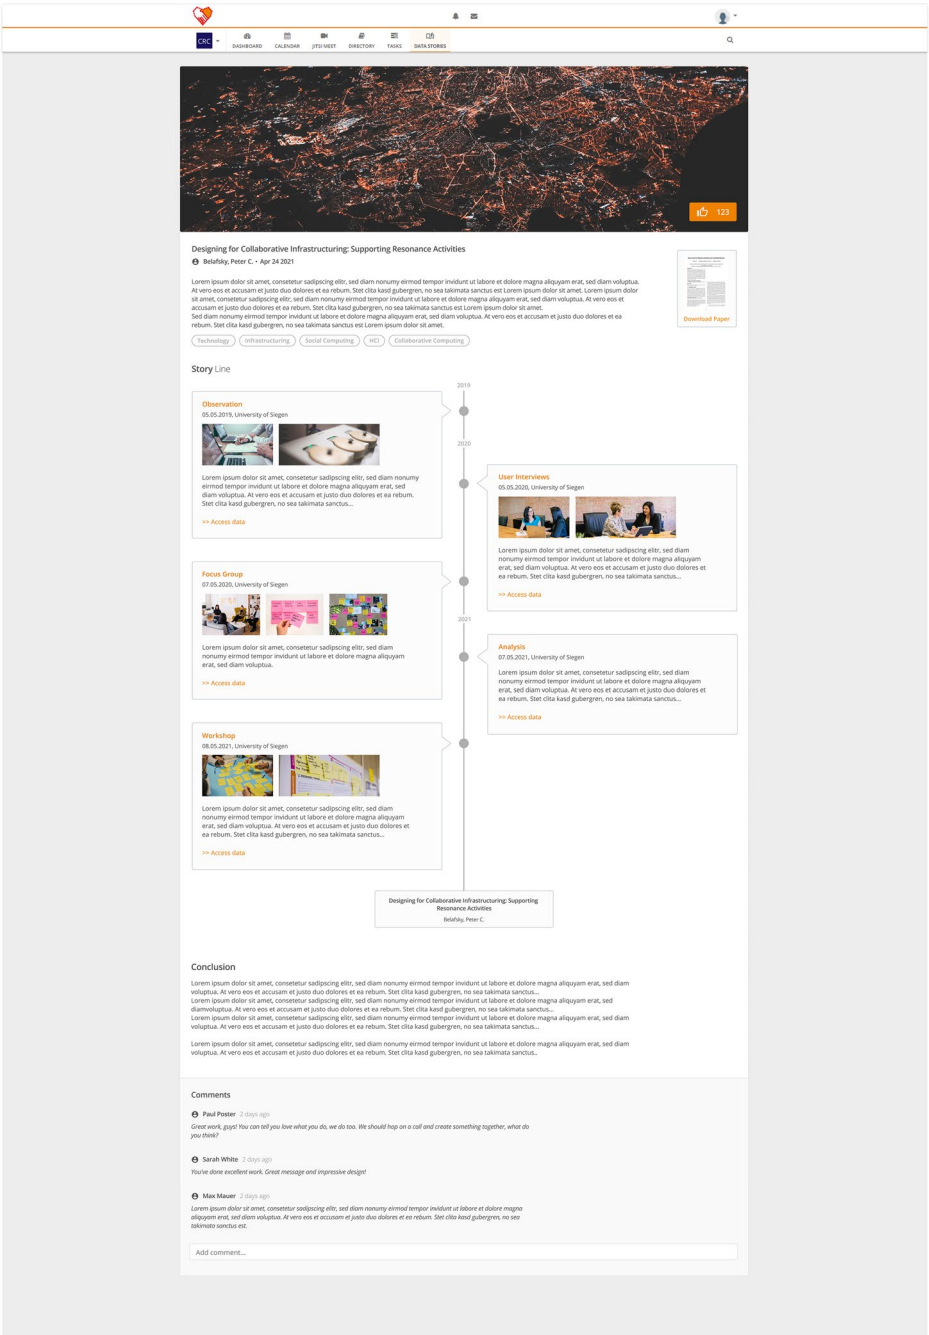 CRC
DASHBOARD
CALENDAR
JITSI MEET
DIRECTORY
TASKS
DATA STORIES
123
Designing for Collaborative Infrastructuring: Supporting Resonance Activities
Belafsky, Peter C. • Apr 24 2021
Lorem ipsum dolor sit amet, consetetur sadipscing elitr, sed diam nonumy eirmod tempor invidunt ut labore et dolore magna aliquyam erat, sed diam voluptua.
At vero eos et accusam et justo duo dolores et ea rebum. Stet clita kasd gubergren, no sea takimata sanctus est Lorem ipsum dolor sit amet. Lorem ipsum dolor
sit amet, consetetur sadipscing elitr, sed diam nonumy eirmod tempor invidunt ut labore et dolore magna aliquyam erat, sed diam voluptua. At vero eos et
accusam et justo duo dolores et ea rebum. Stet clita kasd gubergren, no sea takimata sanctus est Lorem ipsum dolor sit amet.
Sed diam nonumy eirmod tempor invidunt ut labore et dolore magna aliquyam erat, sed diam voluptua. At vero eos et accusam et justo duo dolores et ea
rebum. Stet clita kasd gubergren, no sea takimata sanctus est Lorem ipsum dolor sit amet.
Download Paper
Technology
Infrastructuring
Social Computing
HCI
Collaborative Computing
Story Line
2019
Observation
05.05.2019, University of Siegen
Lorem ipsum dolor sit amet, consetetur sadipscing elitr, sed diam nonumy
eirmod tempor invidunt ut labore et dolore magna aliquyam erat, sed
diam voluptua. At vero eos et accusam et justo duo dolores et ea rebum.
Stet clita kasd gubergren, no sea takimata sanctus...
>> Access data
2020
User Interviews
05.05.2020, University of Siegen
Lorem ipsum dolor sit amet, consetetur sadipscing elitr, sed diam
nonumy eirmod tempor invidunt ut labore et dolore magna aliquyam
erat, sed diam voluptua. At vero eos et accusam et justo duo dolores et
ea rebum. Stet clita kasd gubergren, no sea takimata sanctus...
>> Access data
Focus Group
07.05.2020, University of Siegen
Lorem ipsum dolor sit amet, consetetur sadipscing elitr, sed diam
nonumy eirmod tempor invidunt ut labore et dolore magna aliquyam
erat, sed diam voluptua.
>> Access data
2021
Analysis
07.05.2021, University of Siegen
Lorem ipsum dolor sit amet, consetetur sadipscing elitr, sed diam
nonumy eirmod tempor invidunt ut labore et dolore magna aliquyam
erat, sed diam voluptua. At vero eos et accusam et justo duo dolores et
ea rebum. Stet clita kasd gubergren, no sea takimata sanctus...
>> Access data
Workshop
08.05.2021, University of Siegen
Lorem ipsum dolor sit amet, consetetur sadipscing elitr, sed diam
nonumy eirmod tempor invidunt ut labore et dolore magna aliquyam
erat, sed diam voluptua. At vero eos et accusam et justo duo dolores et
ea rebum. Stet clita kasd gubergren, no sea takimata sanctus...
>> Access data
Designing for Collaborative Infrastructuring: Supporting
Resonance Activities
Belafsky, Peter C.
Conclusion
Lorem ipsum dolor sit amet, consetetur sadipscing elitr, sed diam nonumy eirmod tempor invidunt ut labore et dolore magna aliquyam erat, sed diam
voluptua. At vero eos et accusam et justo duo dolores et ea rebum. Stet clita kasd gubergren, no sea takimata sanctus...
Lorem ipsum dolor sit amet, consetetur sadipscing elitr, sed diam nonumy eirmod tempor invidunt ut labore et dolore magna aliquyam erat, sed
diamvoluptua. At vero eos et accusam et justo duo dolores et ea rebum. Stet clita kasd gubergren, no sea takimata sanctus...
Lorem ipsum dolor sit amet, consetetur sadipscing elitr, sed diam nonumy eirmod tempor invidunt ut labore et dolore magna aliquyam erat, sed diam
voluptua. At vero eos et accusam et justo duo dolores et ea rebum. Stet clita kasd gubergren, no sea takimata sanctus...
Lorem ipsum dolor sit amet, consetetur sadipscing elitr, sed diam nonumy eirmod tempor invidunt ut labore et dolore magna aliquyam erat, sed diam
voluptua. At vero eos et accusam et justo duo dolores et ea rebum. Stet clita kasd gubergren, no sea takimata sanctus..
Comments
Paul Poster 2 days ago
Great work, guys! You can tell you love what you do, we do too. We should hop on a call and create something together, what do
you think?
Sarah White 2 days ago
You've done excellent work. Great message and impressive design!
Max Mauer 2 days ago
Lorem ipsum dolor sit amet, consetetur sadipscing elitr, sed diam nonumy eirmod tempor invidunt ut labore et dolore magna
aliquyam erat, sed diam voluptua. At vero eos et accusam et justo duo dolores et ea rebum. Stet clita kasd gubergren, no sea
takimata sanctus est.
Add comment...